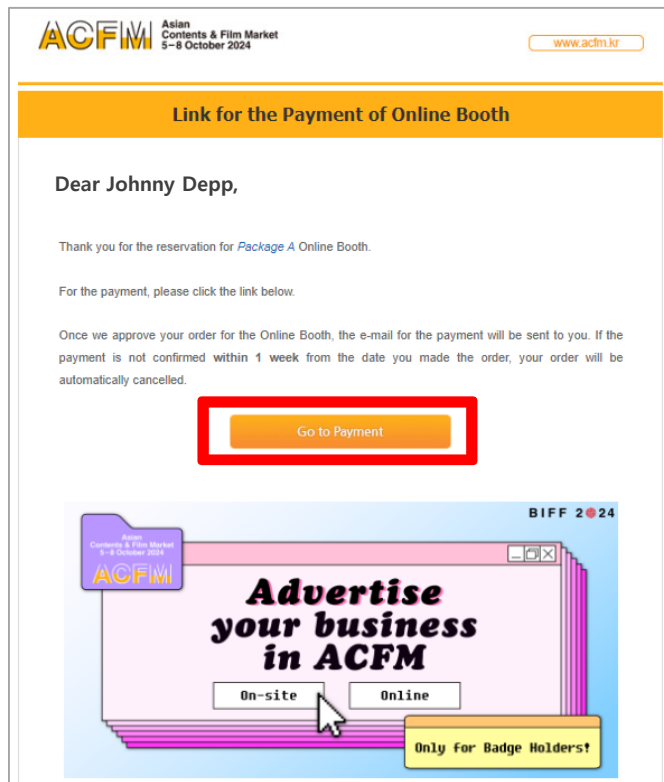 ACFM
Asian
Contents & Film Market
5–8 October 2024
www.acfm.kr
Link for the Payment of Online Booth
Dear Johnny Depp,
Thank you for the reservation for Package A Online Booth.
For the payment, please click the link below.
Once we approve your order for the Online Booth, the e-mail for the payment will be sent to you. If the
payment is not confirmed within 1 week from the date you made the order, your order will be
automatically cancelled.
Go to Payment
BIFF 2024
Asian
Contents & Film Market
5–8 October 2024
ACFM
Advertise
your business
in ACFM
On-site
Online
Only for Badge Holders!